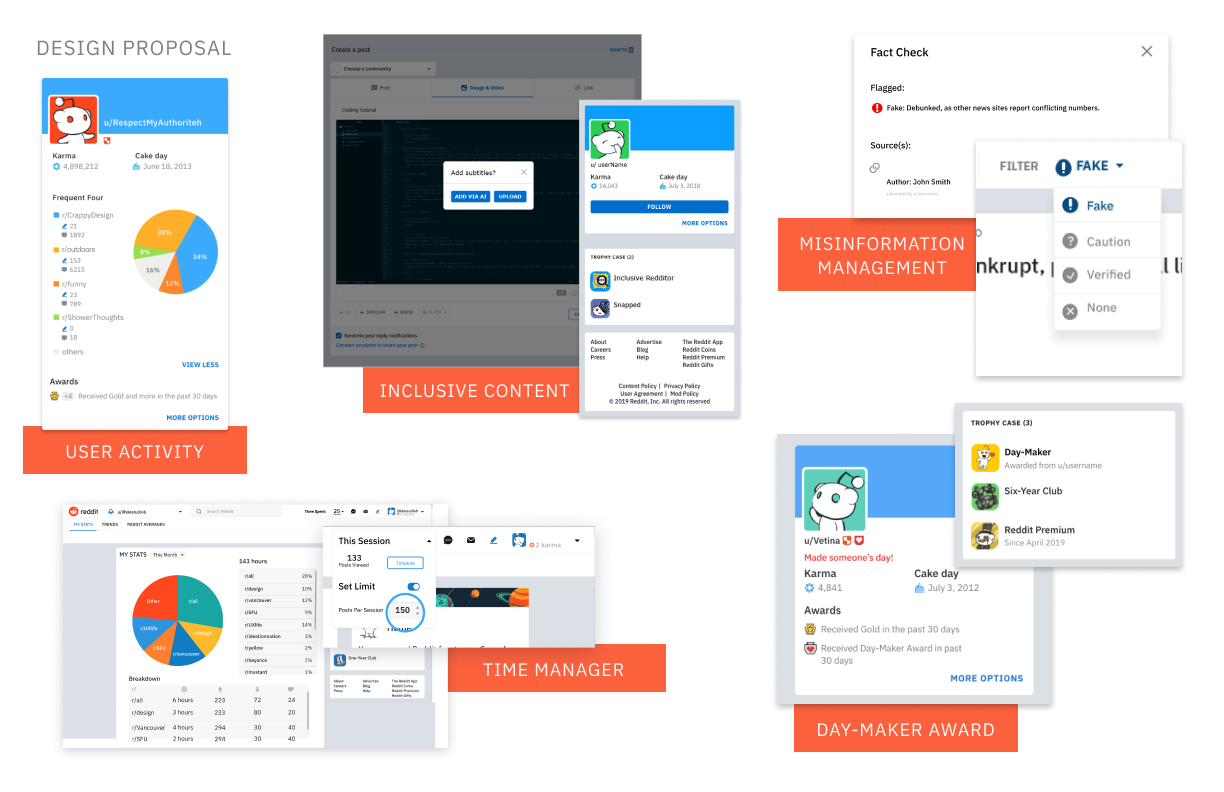 DESIGN PROPOSAL
u/RespectMyAuthoriteh
Karma
Cake day
4,898,212
June 18, 2013
Frequent Four
r/CrappyDesign
21
1892
r/outdoors
153
6215
r/funny
23
789
r/ShowerThoughts
0
18
others
30%
34%
8%
16%
12%
VIEW LESS
Awards
+4 Received Gold and more in the past 30 days
MORE OPTIONS
USER ACTIVITY
Create a post
DRAFTS
Choose a community
Post
Image & Video
Link
Coding Tutorial
Add subtitles?
ADD VIA AI
UPLOAD
+ SPOILER
+ NSFW
FLAIR
Send me post reply notifications
Connect accounts to share your post
u/ userName
Karma
Cake day
14,043
July 3, 2018
FOLLOW
MORE OPTIONS
TROPHY CASE (2)
Inclusive Redditor
Snapped
About
Advertise
The Reddit App
Careers
Blog
Reddit Coins
Press
Help
Reddit Premium
Reddit Gifts
Content Policy | Privacy Policy
User Agreement | Mod Policy
© 2019 Reddit, Inc. All rights reserved
INCLUSIVE CONTENT
Fact Check
Flagged:
Fake: Debunked, as other news sites report conflicting numbers.
Source(s):
Author: John Smith
FILTER
FAKE
Fake
Caution
Verified
None
nkrupt,
MISINFORMATION
MANAGEMENT
reddit
Search Reddit
Time Spent
25
MY STATS
TRENDS
REDDIT AVERAGES
MY STATS
This Month
Other
r/all
r/UXlife
r/design
r/SFU
r/vancouver
143 hours
r/all 20%
r/design 10%
r/vancouver 12%
r/SFU 9%
r/UXlife 14%
r/ideationnation 3%
r/yellow 2%
r/beyonce 2%
r/mustard 1%
Breakdown
r/
r/all 6 hours 223 72 24
r/design 3 hours 233 80 20
r/Vancouver 4 hours 294 30 40
r/SFU 2 hours 294 30 40
This Session
133
Posts Viewed
Timeline
Set Limit
Posts Per Session
150
2 karma
One-Year Club
About
Advertise
The Reddit App
Careers
Blog
Reddit Coins
Press
Help
Reddit Premium
Reddit Gifts
TIME MANAGER
u/Vetina
Made someone's day!
Karma
Cake day
4,841
July 3, 2012
Awards
Received Gold in the past 30 days
Received Day-Maker Award in past
30 days
MORE OPTIONS
TROPHY CASE (3)
Day-Maker
Awarded from u/username
Six-Year Club
Reddit Premium
Since April 2019
DAY-MAKER AWARD